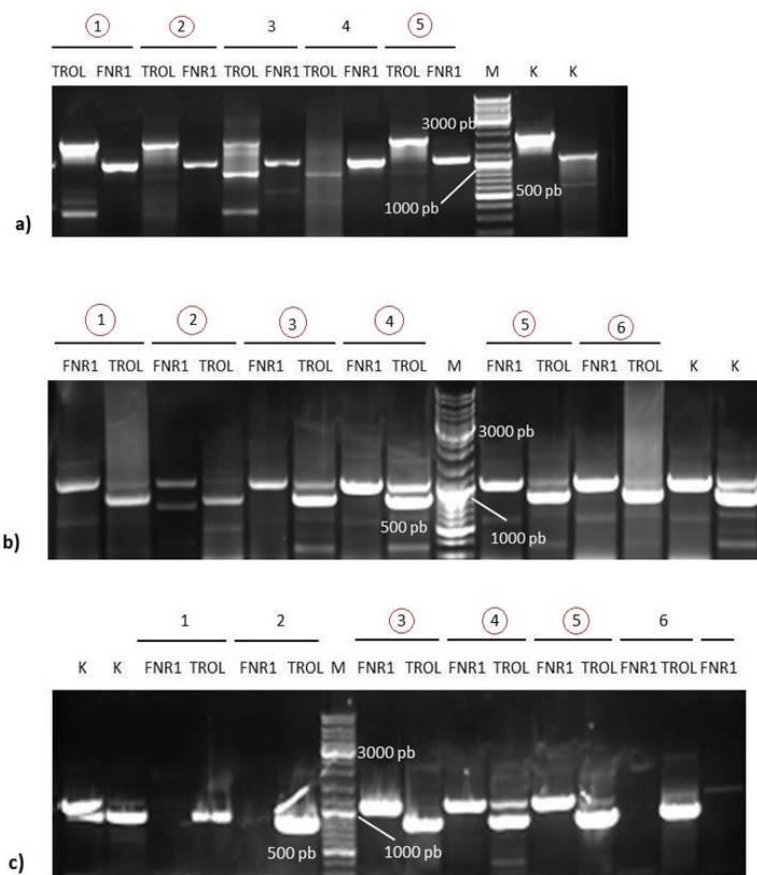 1 2 3 4 5
TROL FNR1 TROL FNR1 TROL FNR1 TROL FNR1 TROL FNR1 M K K
3000 pb
500 pb
1000 pb
a)
1 2 3 4 5 6
FNR1 TROL FNR1 TROL FNR1 TROL FNR1 TROL M FNR1 TROL FNR1 TROL K K
3000 pb
500 pb
1000 pb
b)
1 2 3 4 5 6
K K FNR1 TROL FNR1 TROL M FNR1 TROL FNR1 TROL FNR1 TROL FNR1 TROL FNR1
3000 pb
500 pb
1000 pb
c)